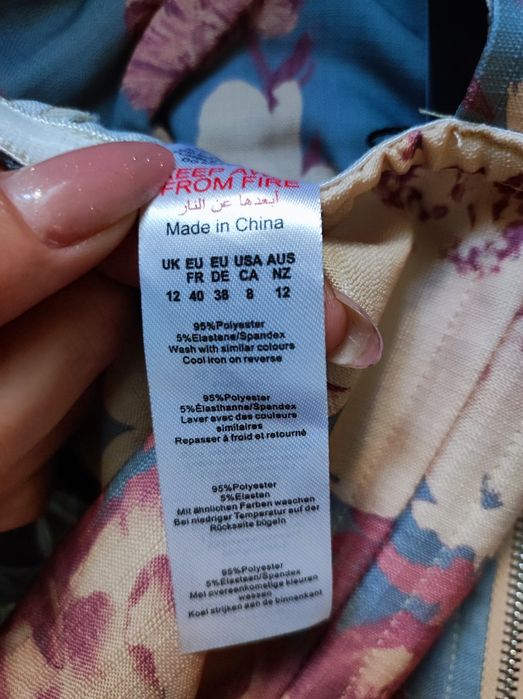 KEEP AWAY
FROM FIRE
أبعدها عن النار
Made in China
UK EU EU USA AUS
FR DE CA NZ
12 40 38 8 12
95%Polyester
5%Elastene/Spandex
Wash with similar colours
Cool iron on reverse
95%Polyester
5%Élasthanne/Spandex
Laver avec des couleurs
similaires
Repasser à froid et retourné
95%Polyester
5%Elasten
Mit ähnlichen Farben waschen
Bei niedriger Temperatur auf der
Rückseite bügeln
95%Polyester
5%Elasteen/Spandex
Met overeenkomstige kleuren
wassen
Koel strijken aan de binnenkant